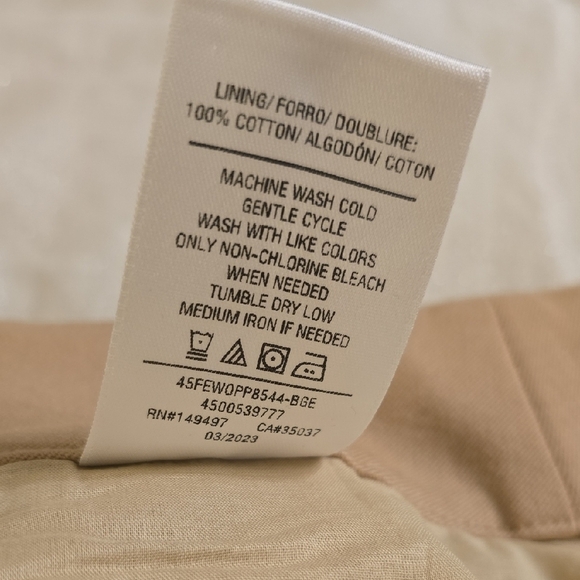 LINING/ FORRO/ DOUBLURE:
100% COTTON/ ALGODÓN/ COTON
MACHINE WASH COLD
GENTLE CYCLE
WASH WITH LIKE COLORS
ONLY NON-CHLORINE BLEACH
WHEN NEEDED
TUMBLE DRY LOW
MEDIUM IRON IF NEEDED
45FEW0PP8544-BGE
4500539777
RN#149497 CA#35037
03/2023